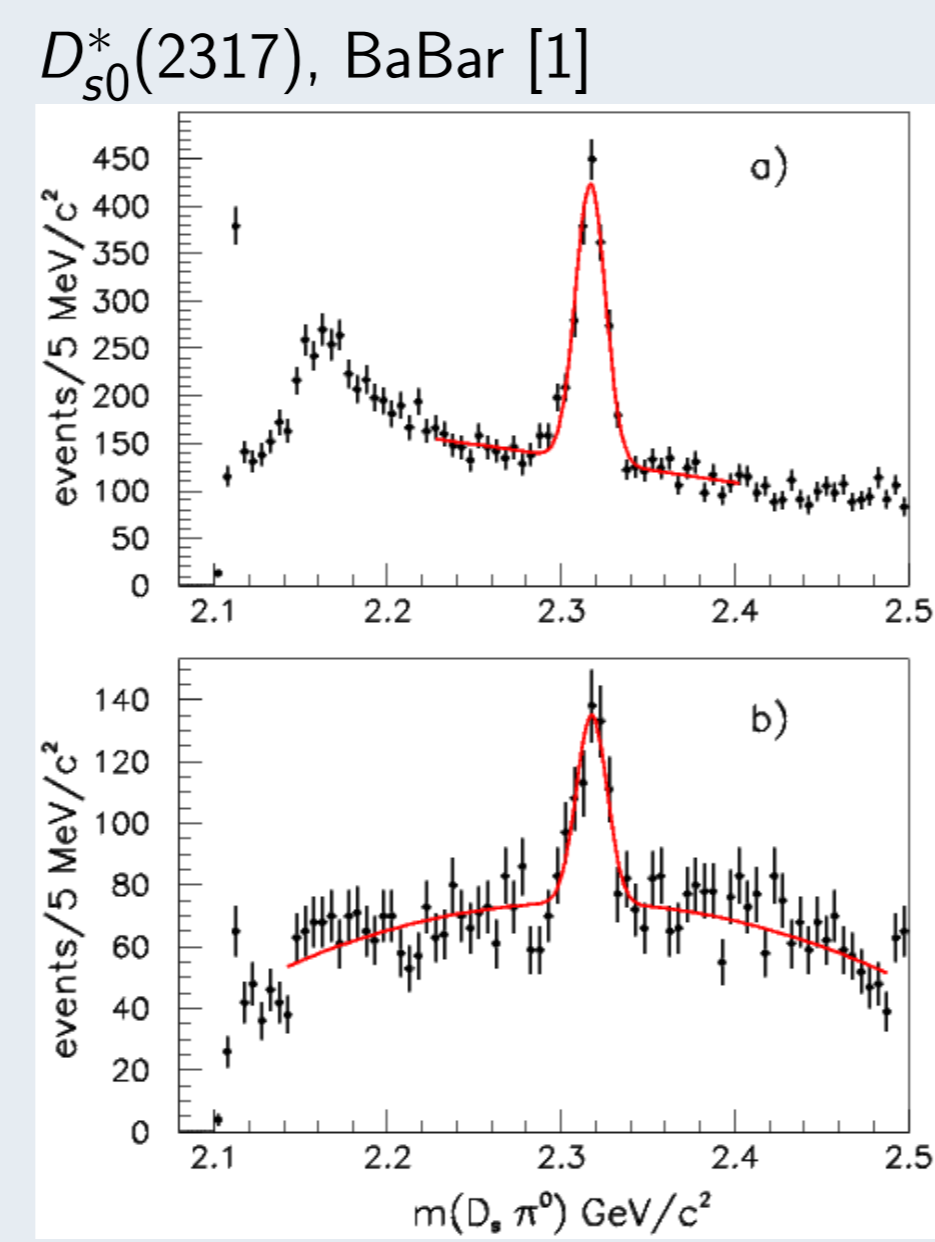 D*s0(2317), BaBar [1]
a)
events/5 MeV/c²
450
400
350
300
250
200
150
100
50
0
2.1 2.2 2.3 2.4 2.5
b)
events/5 MeV/c²
140
120
100
80
60
40
20
0
2.1 2.2 2.3 2.4 2.5
m(Ds π⁰) GeV/c²